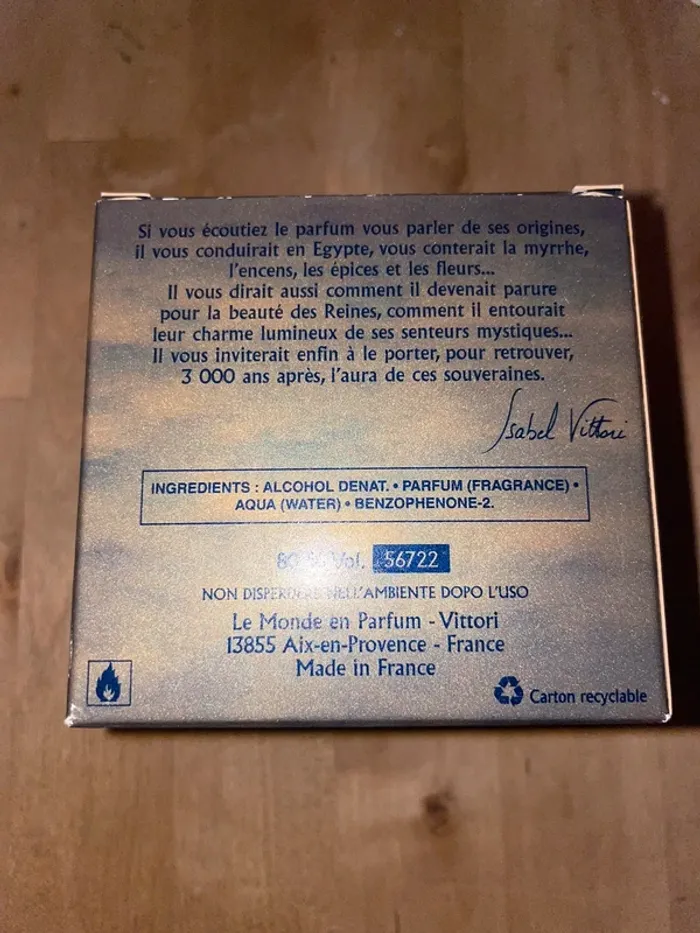 Si vous écoutiez le parfum vous parler de ses origines,
il vous conduirait en Egypte, vous conterait la myrrhe,
l'encens, les épices et les fleurs...
Il vous dirait aussi comment il devenait parure
pour la beauté des Reines, comment il entourait
leur charme lumineux de ses senteurs mystiques...
Il vous inviterait enfin à le porter, pour retrouver,
3 000 ans après, l'aura de ces souveraines.
Isabel Vittori
INGREDIENTS : ALCOHOL DENAT. • PARFUM (FRAGRANCE) •
AQUA (WATER) • BENZOPHENONE-2.
Vol. 56722
NON DISPERDERE NELL'AMBIENTE DOPO L'USO
Le Monde en Parfum - Vittori
13855 Aix-en-Provence - France
Made in France
Carton recyclable